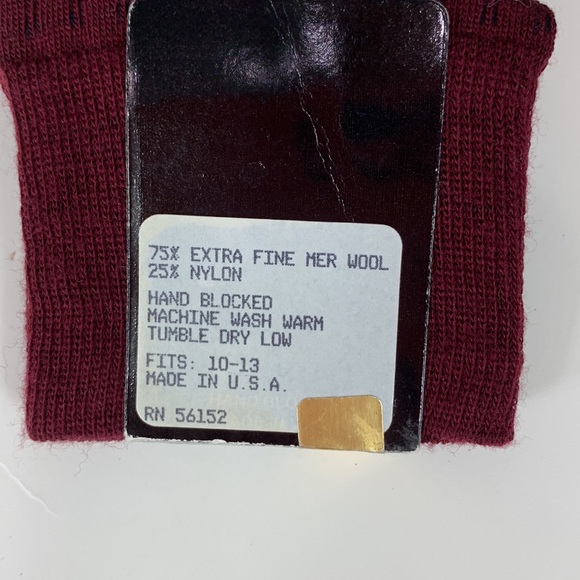 75% EXTRA FINE MER WOOL
25% NYLON
HAND BLOCKED
MACHINE WASH WARM
TUMBLE DRY LOW
FITS: 10-13
MADE IN U.S.A.
RN 56152